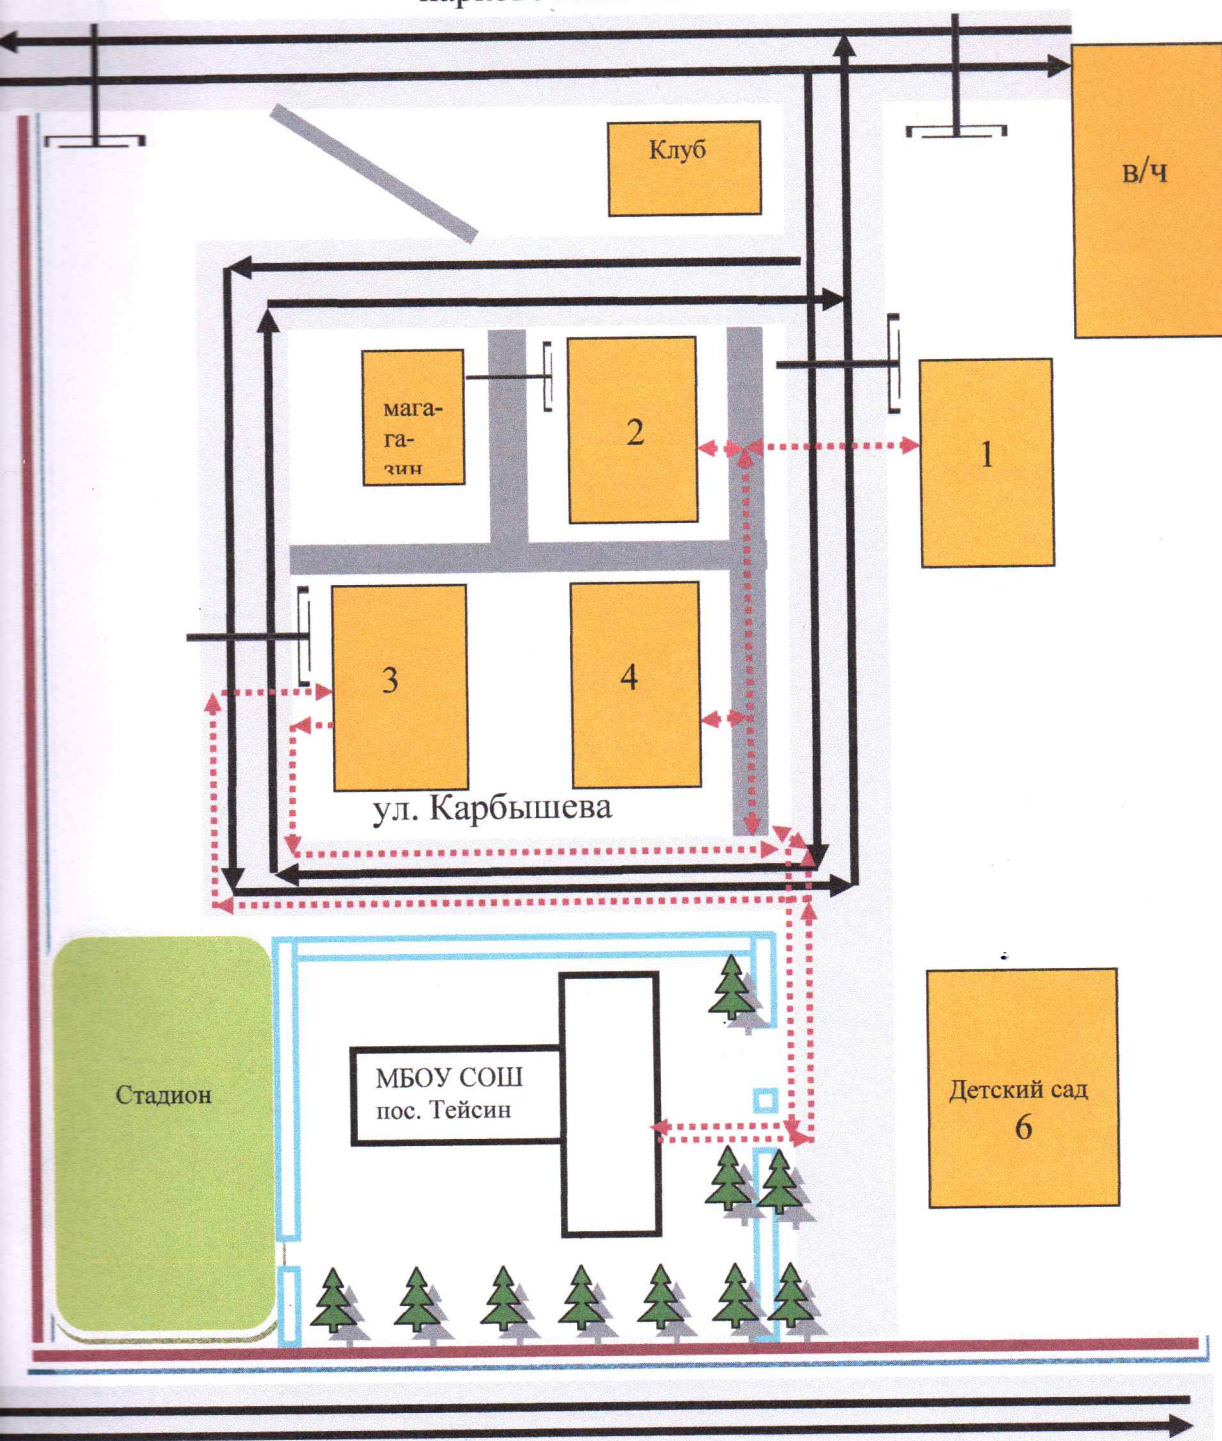 Клуб
в/ч
мага-
га-
зин
2
1
3
4
ул. Карбышева
МБОУ СОШ
пос. Тейсин
Стадион
Детский сад
6